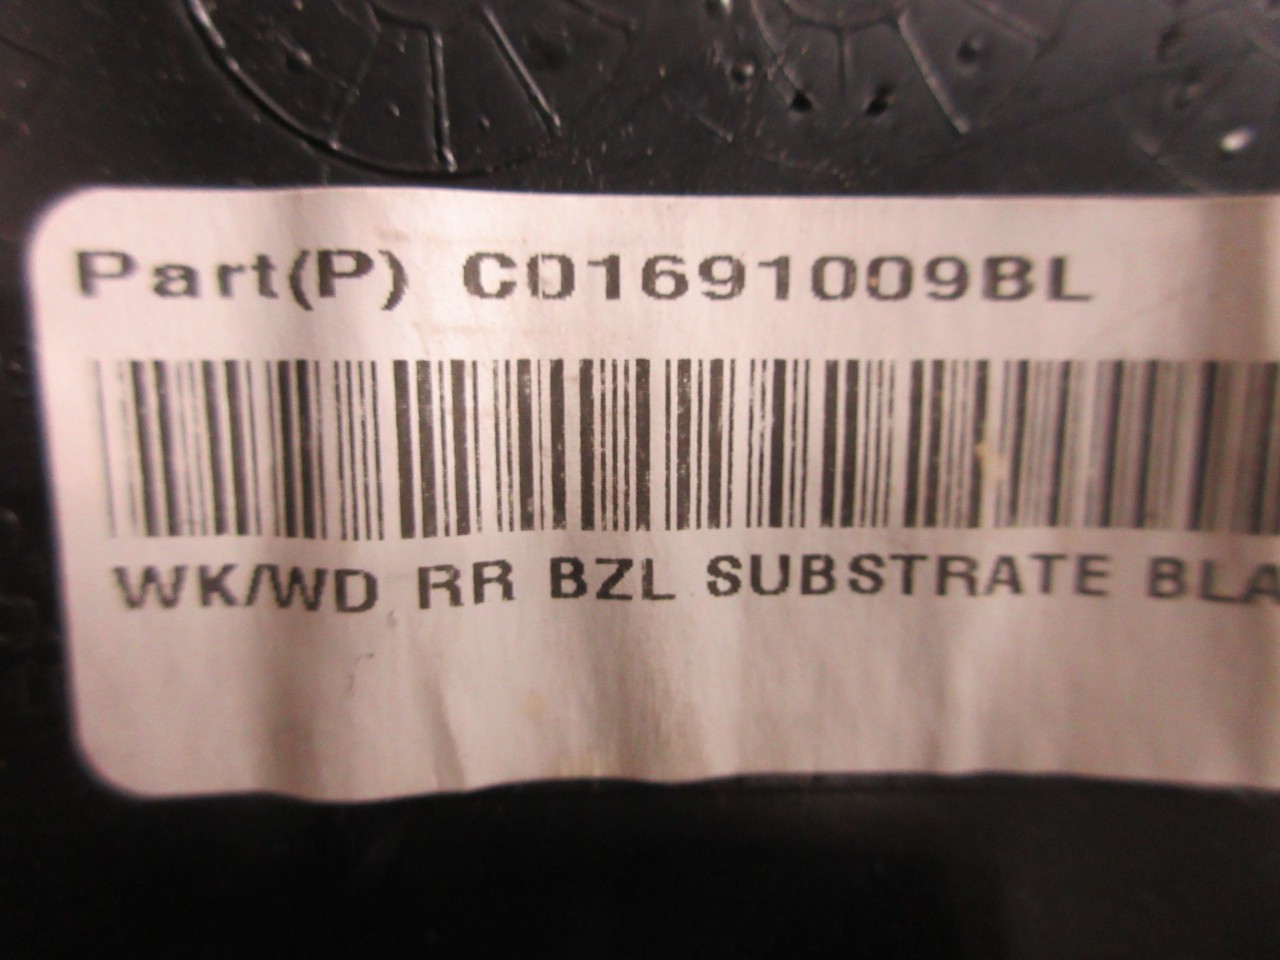 Part(P) C01691009BL
WK/WD RR BZL SUBSTRATE BLA